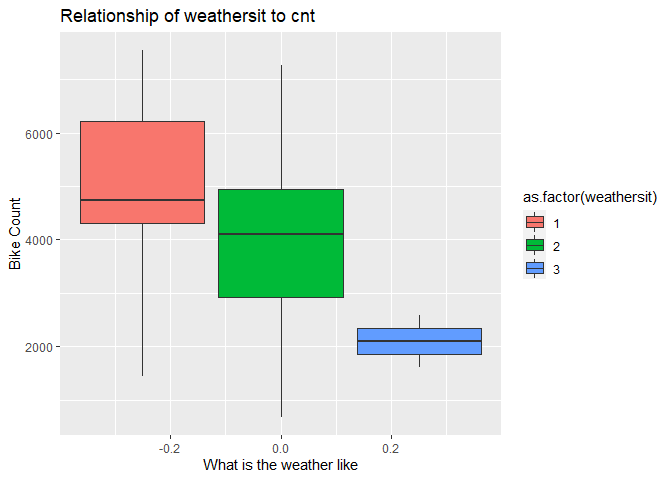 Relationship of weathersit to cnt
Bike Count
6000
4000
2000
-0.2
0.0
0.2
What is the weather like
as.factor(weathersit)
1
2
3